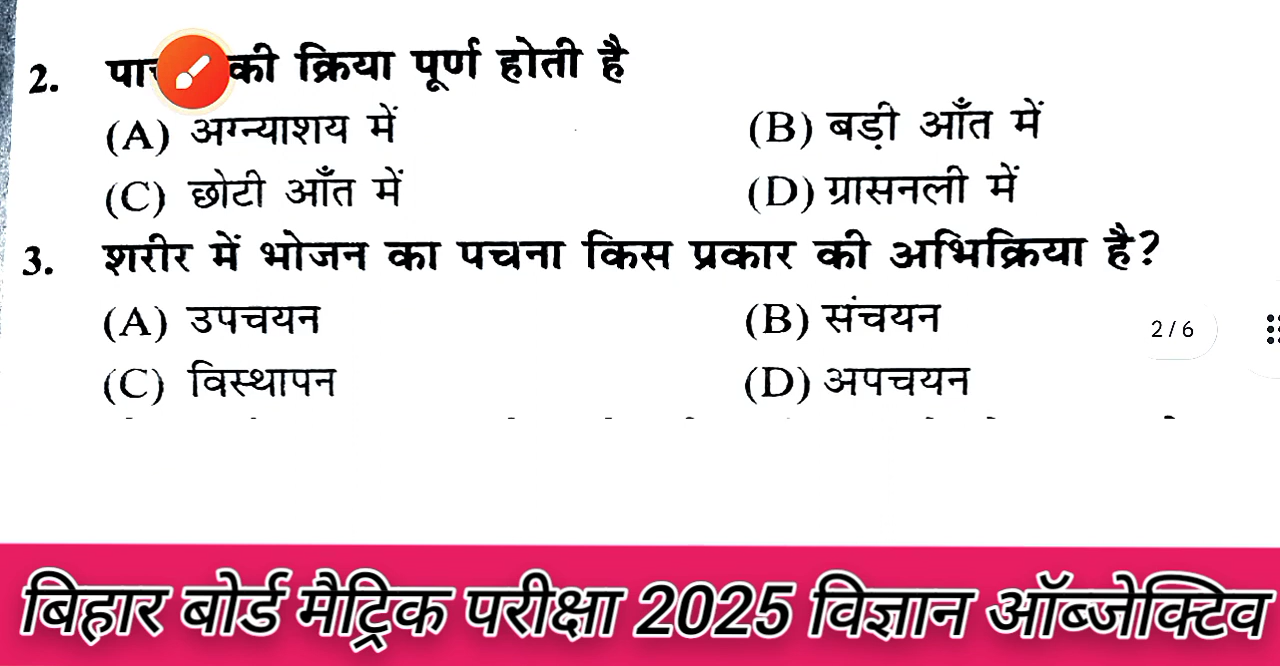 2. की क्रिया पूर्ण होती है
(A) अग्न्याशय में (B) बड़ी आँत में
(C) छोटी आँत में (D) ग्रासनली में
3. शरीर में भोजन का पचना किस प्रकार की अभिक्रिया है?
(A) उपचयन (B) संचयन
2 / 6
(C) विस्थापन (D) अपचयन
बिहार बोर्ड मैट्रिक परीक्षा 2025 विज्ञान ऑब्जेक्टिव